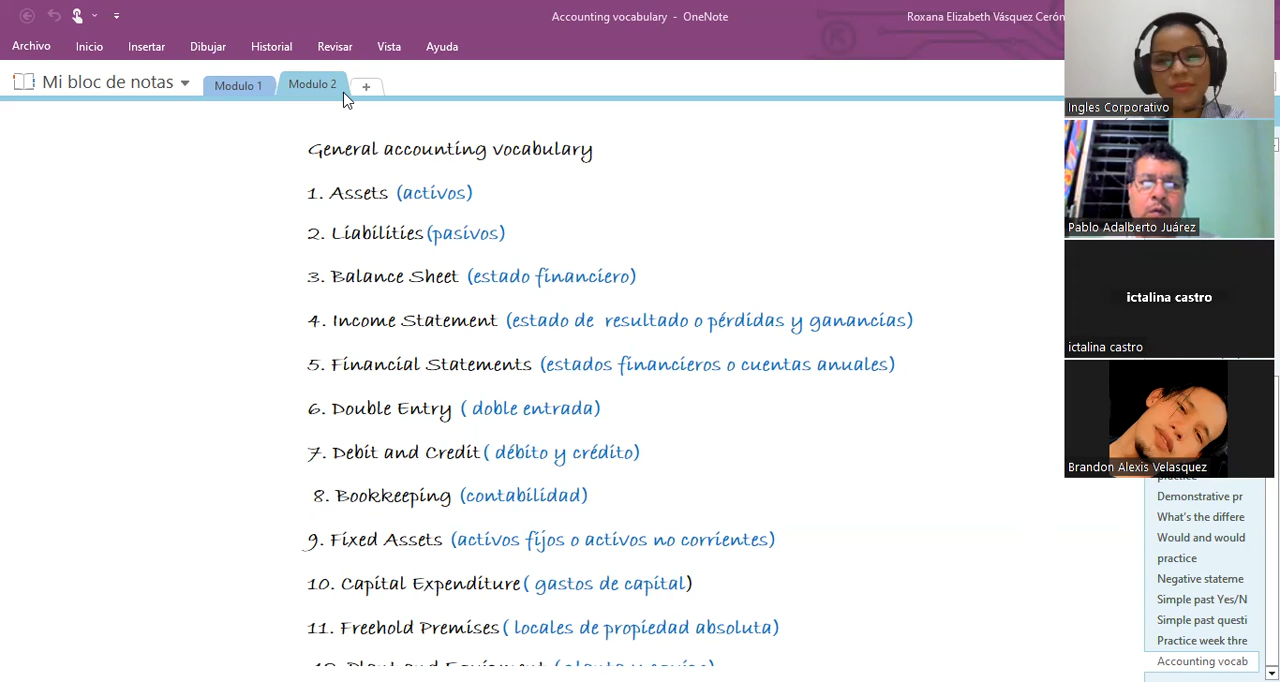 Accounting vocabulary - OneNote
Roxana Elizabeth Vásquez Cerón
Archivo Inicio Insertar Dibujar Historial Revisar Vista Ayuda
Mi bloc de notas Modulo 1 Modulo 2 +
General accounting vocabulary
1. Assets (activos)
2. Liabilities (pasivos)
3. Balance Sheet (estado financiero)
4. Income Statement (estado de resultado o pérdidas y ganancias)
5. Financial Statements (estados financieros o cuentas anuales)
6. Double Entry ( doble entrada)
7. Debit and Credit ( débito y crédito)
8. Bookkeeping (contabilidad)
9. Fixed Assets (activos fijos o activos no corrientes)
10. Capital Expenditure ( gastos de capital)
11. Freehold Premises ( locales de propiedad absoluta)
Ingles Corporativo
Pablo Adalberto Juárez
ictalina castro
ictalina castro
Brandon Alexis Velasquez
practice
Demonstrative pr
What's the differe
Would and would
practice
Negative stateme
Simple past Yes/N
Simple past questi
Practice week thre
Accounting vocab